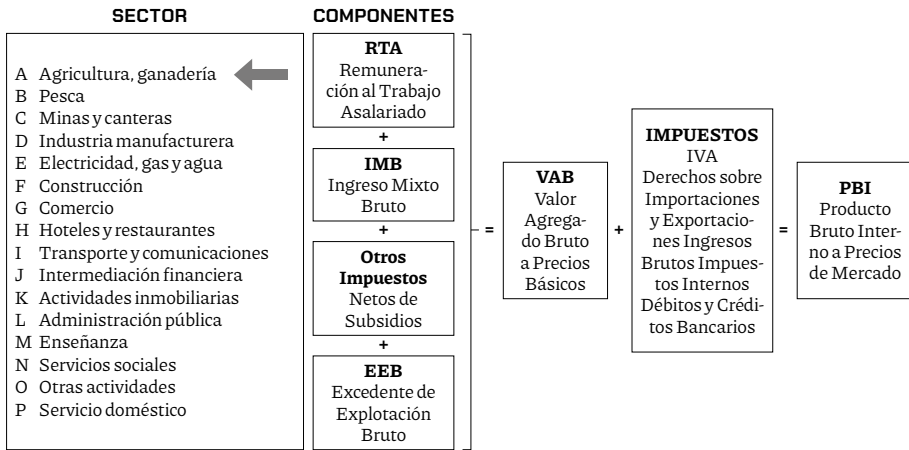 SECTOR
A Agricultura, ganadería
B Pesca
C Minas y canteras
D Industria manufacturera
E Electricidad, gas y agua
F Construcción
G Comercio
H Hoteles y restaurantes
I Transporte y comunicaciones
J Intermediación financiera
K Actividades inmobiliarias
L Administración pública
M Enseñanza
N Servicios sociales
O Otras actividades
P Servicio doméstico
COMPONENTES
RTA
Remunera-
ción al Trabajo
Asalariado
+
IMB
Ingreso Mixto
Bruto
+
Otros
Impuestos
Netos de
Subsidios
+
EEB
Excedente de
Explotación
Bruto
=
VAB
Valor
Agrega-
do Bruto
a Precios
Básicos
+
IMPUESTOS
IVA
Derechos sobre
Importaciones
y Exportacio-
nes Ingresos
Brutos Impues-
tos Internos
Débitos y Crédi-
tos Bancarios
=
PBI
Producto
Bruto Inter-
no a Precios
de Mercado